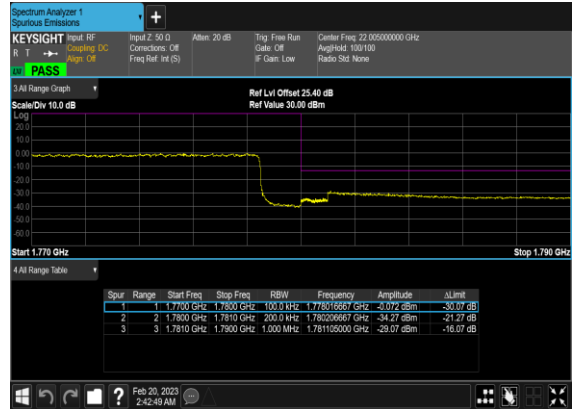 Spectrum Analyzer 1
Spurious Emissions
+
KEYSIGHT Input: RF Input Z: 50 Ω Atten: 20 dB Trig: Free Run Center Freq: 22.005000000 GHz
R T Coupling: DC Corrections: Off Gate: Off Avg|Hold: 100/100
Align: Off Freq Ref: Int (S) IF Gain: Low Radio Std: None
PASS
3 All Range Graph Ref Lvl Offset 25.40 dB
Scale/Div 10.0 dB Ref Value 30.00 dBm
Log
20.0
10.0
0.00
-10.0
-20.0
-30.0
-40.0
-50.0
-60.0
Start 1.770 GHz Stop 1.790 GHz
4 All Range Table
Spur Range Start Freq Stop Freq RBW Frequency Amplitude ΔLimit
1 1 1.7700 GHz 1.7800 GHz 100.0 kHz 1.778016667 GHz -0.072 dBm -30.07 dB
2 2 1.7800 GHz 1.7810 GHz 200.0 kHz 1.780206667 GHz -34.27 dBm -21.27 dB
3 3 1.7810 GHz 1.7900 GHz 1.000 MHz 1.781105000 GHz -29.07 dBm -16.07 dB
? Feb 20, 2023
2:42:49 AM